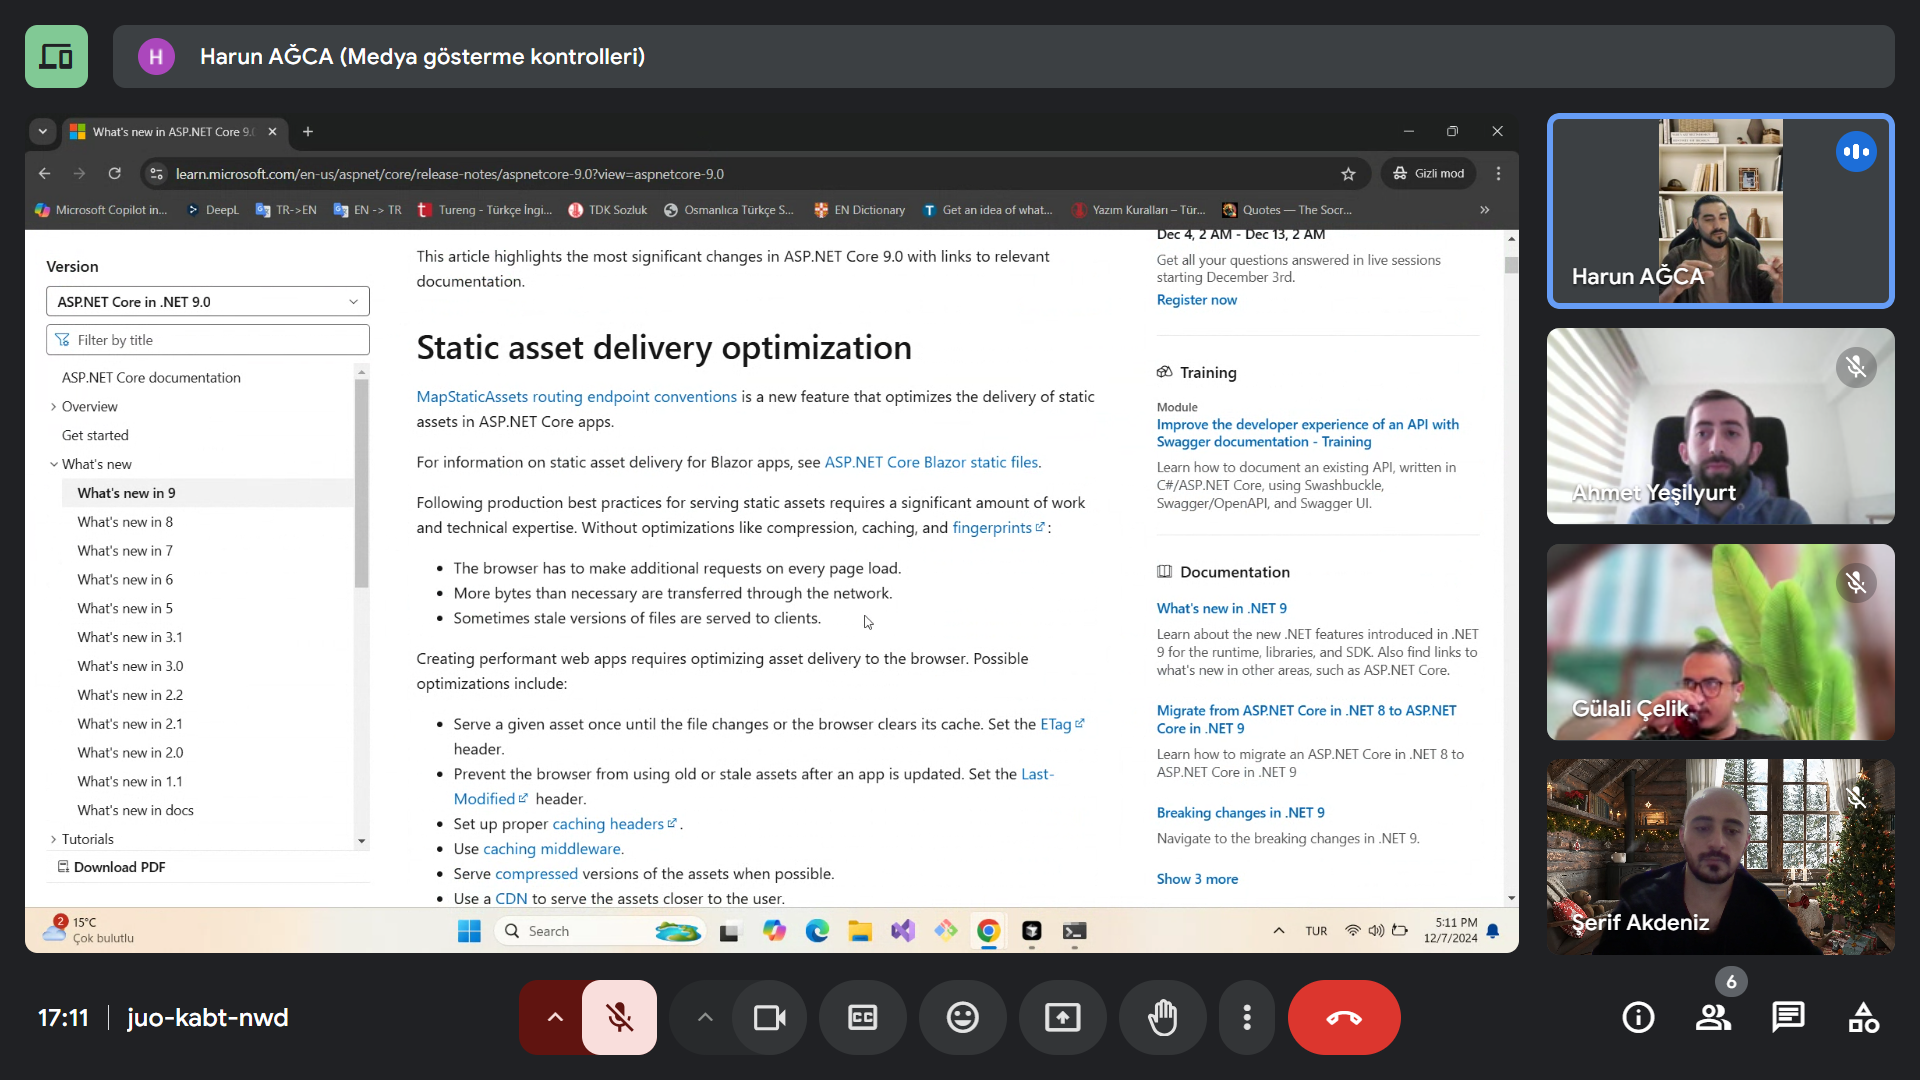 H
Harun AĞCA (Medya gösterme kontrolleri)
What's new in ASP.NET Core 9.
learn.microsoft.com/en-us/aspnet/core/release-notes/aspnetcore-9.0?view=aspnetcore-9.0
Gizli mod
Microsoft Copilot in...
DeepL
TR->EN
EN -> TR
Tureng - Türkçe İngi...
TDK Sozluk
Osmanlıca Türkçe S...
EN Dictionary
Get an idea of what...
Yazım Kuralları – Tür...
Quotes — The Socr...
Version
ASP.NET Core in .NET 9.0
Filter by title
ASP.NET Core documentation
Overview
Get started
What's new
What's new in 9
What's new in 8
What's new in 7
What's new in 6
What's new in 5
What's new in 3.1
What's new in 3.0
What's new in 2.2
What's new in 2.1
What's new in 2.0
What's new in 1.1
What's new in docs
Tutorials
Download PDF
This article highlights the most significant changes in ASP.NET Core 9.0 with links to relevant
documentation.
Static asset delivery optimization
MapStaticAssets routing endpoint conventions is a new feature that optimizes the delivery of static
assets in ASP.NET Core apps.
For information on static asset delivery for Blazor apps, see ASP.NET Core Blazor static files.
Following production best practices for serving static assets requires a significant amount of work
and technical expertise. Without optimizations like compression, caching, and fingerprints :
• The browser has to make additional requests on every page load.
• More bytes than necessary are transferred through the network.
• Sometimes stale versions of files are served to clients.
Creating performant web apps requires optimizing asset delivery to the browser. Possible
optimizations include:
• Serve a given asset once until the file changes or the browser clears its cache. Set the ETag
header.
• Prevent the browser from using old or stale assets after an app is updated. Set the Last-
Modified header.
• Set up proper caching headers .
• Use caching middleware.
• Serve compressed versions of the assets when possible.
• Use a CDN to serve the assets closer to the user.
Dec 4, 2 AM - Dec 13, 2 AM
Get all your questions answered in live sessions
starting December 3rd.
Register now
Training
Module
Improve the developer experience of an API with
Swagger documentation - Training
Learn how to document an existing API, written in
C#/ASP.NET Core, using Swashbuckle,
Swagger/OpenAPI, and Swagger UI.
Documentation
What's new in .NET 9
Learn about the new .NET features introduced in .NET
9 for the runtime, libraries, and SDK. Also find links to
what's new in other areas, such as ASP.NET Core.
Migrate from ASP.NET Core in .NET 8 to ASP.NET
Core in .NET 9
Learn how to migrate an ASP.NET Core in .NET 8 to
ASP.NET Core in .NET 9
Breaking changes in .NET 9
Navigate to the breaking changes in .NET 9.
Show 3 more
2
15°C
Çok bulutlu
Search
TUR
5:11 PM
12/7/2024
Harun AĞCA
Ahmet Yeşilyurt
Gülali Çelik
Şerif Akdeniz
17:11
juo-kabt-nwd
CC
6